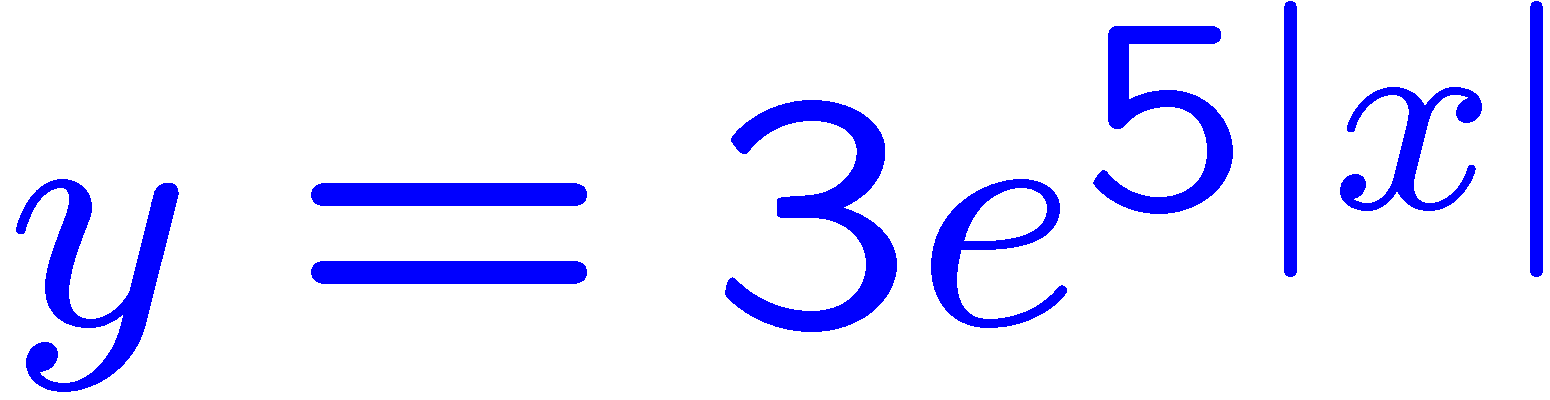 y = 3e^{5|x|}